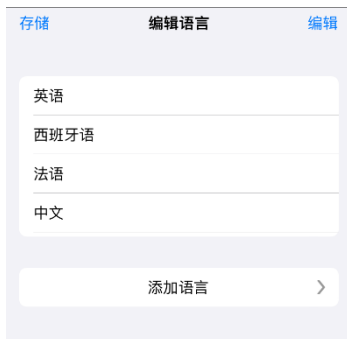 存储 编辑语言 编辑
英语
西班牙语
法语
中文
添加语言